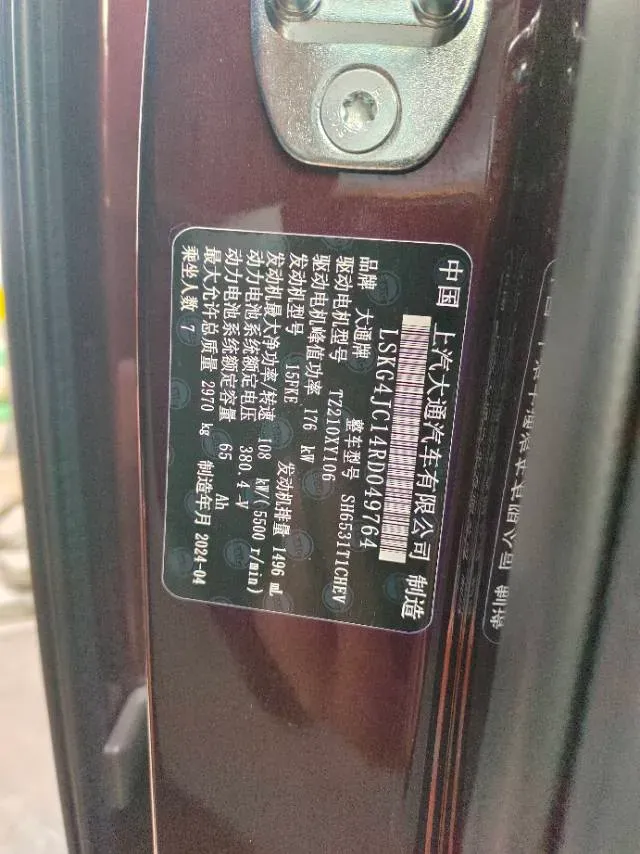 中国 上汽大通汽车有限公司 制造
LSKG4JC14RD049764
品牌 大通牌 整车型号 SH6531T1CHEV
驱动电机型号 TZ210XY106
驱动电机峰值功率 176 kW
发动机型号 15FKE 发动机排量 1496 mL
发动机最大净功率/转速 108 kW/(5500 r/min)
动力电池系统额定电压 380.4 V
动力电池系统额定容量 65 Ah
最大允许总质量 2970 kg 制造年月 2024-04
乘坐人数 7